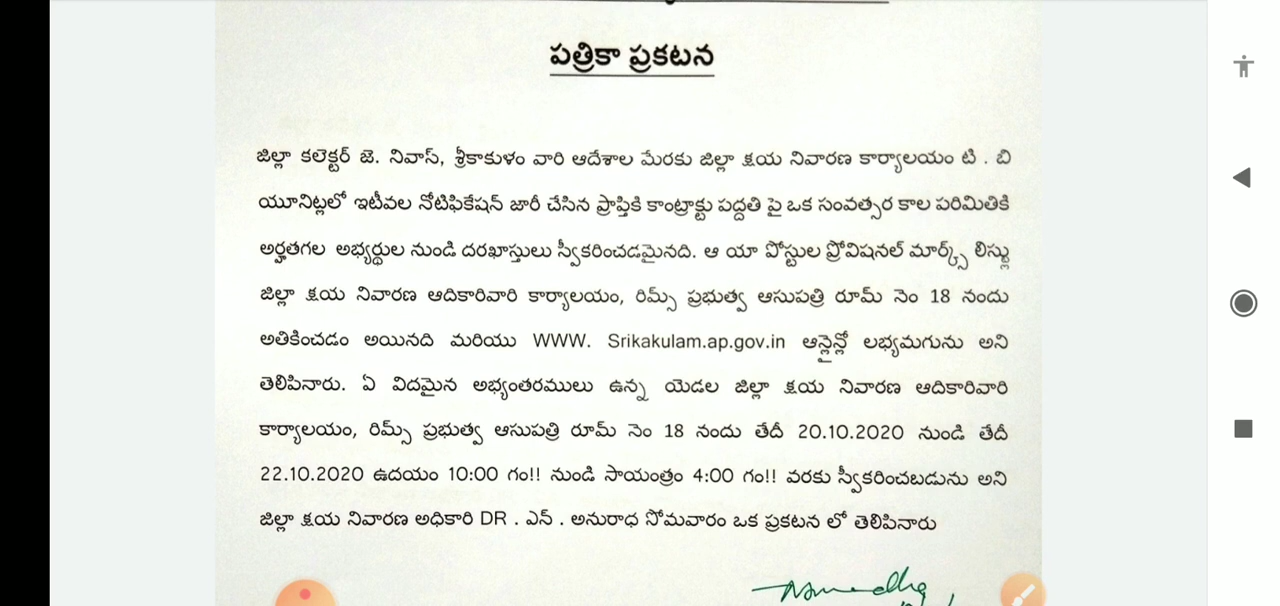 పత్రికా ప్రకటన
జిల్లా కలెక్టర్ జె. నివాస్, శ్రీకాకుళం వారి ఆదేశాల మేరకు జిల్లా క్షయ నివారణ కార్యాలయం టి . బి
యూనిట్లలో ఇటీవల నోటిఫికేషన్ జారీ చేసిన ప్రాప్తికి కాంట్రాక్టు పద్దతి పై ఒక సంవత్సర కాల పరిమితికి
అర్హతగల అభ్యర్థుల నుండి దరఖాస్తులు స్వీకరించడమైనది. ఆ యా పోస్టుల ప్రోవిషనల్ మార్క్స్ లిస్ట్లు
జిల్లా క్షయ నివారణ ఆదికారివారి కార్యాలయం, రిమ్స్ ప్రభుత్వ ఆసుపత్రి రూమ్ నెం 18 నందు
అతికించడం అయినది మరియు WWW. Srikakulam.ap.gov.in ఆన్లైన్లో లభ్యమగును అని
తెలిపినారు. ఏ విదమైన అభ్యంతరములు ఉన్న యెడల జిల్లా క్షయ నివారణ ఆదికారివారి
కార్యాలయం, రిమ్స్ ప్రభుత్వ ఆసుపత్రి రూమ్ నెం 18 నందు తేదీ 20.10.2020 నుండి తేదీ
22.10.2020 ఉదయం 10:00 గం!! నుండి సాయంత్రం 4:00 గం!! వరకు స్వీకరించబడును అని
జిల్లా క్షయ నివారణ అధికారి DR . ఎన్ . అనురాధ సోమవారం ఒక ప్రకటన లో తెలిపినారు